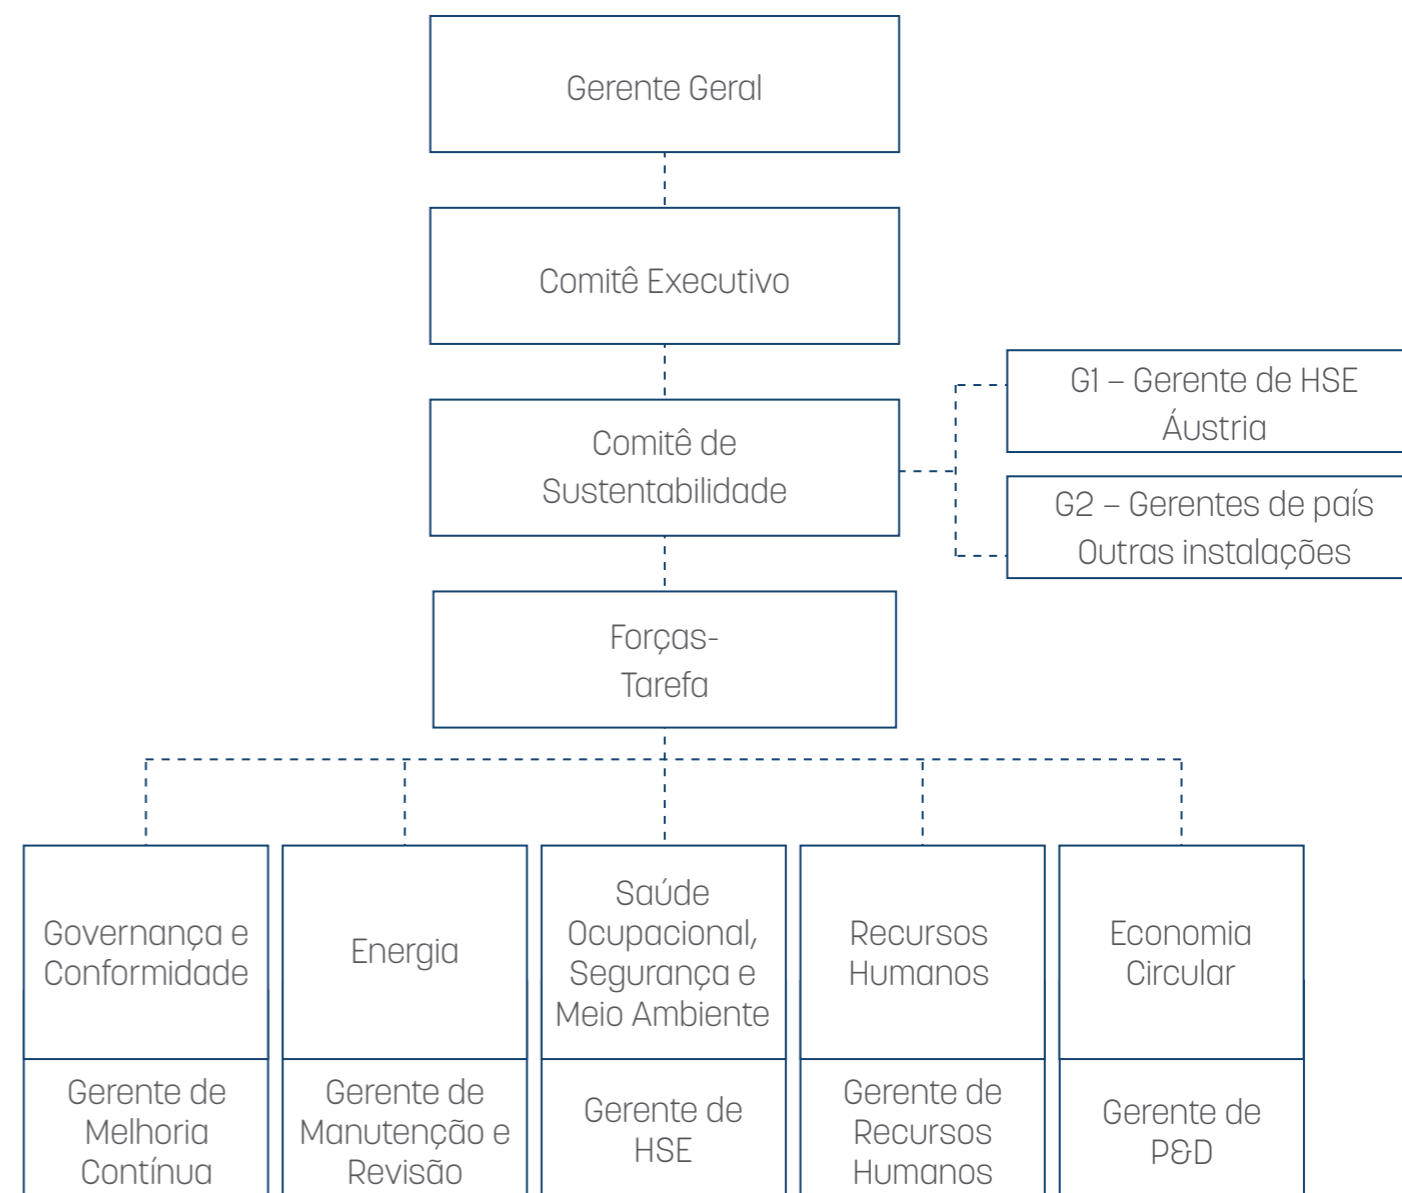 Gerente Geral
Comitê Executivo
Comitê de
Sustentabilidade
G1 – Gerente de HSE
Áustria
G2 – Gerentes de país
Outras instalações
Forças-
Tarefa
Governança e
Conformidade
Energia
Saúde
Ocupacional,
Segurança e
Meio Ambiente
Recursos
Humanos
Economia
Circular
Gerente de
Melhoria
Contínua
Gerente de
Manutenção e
Revisão
Gerente de
HSE
Gerente de
Recursos
Humanos
Gerente de
P&D